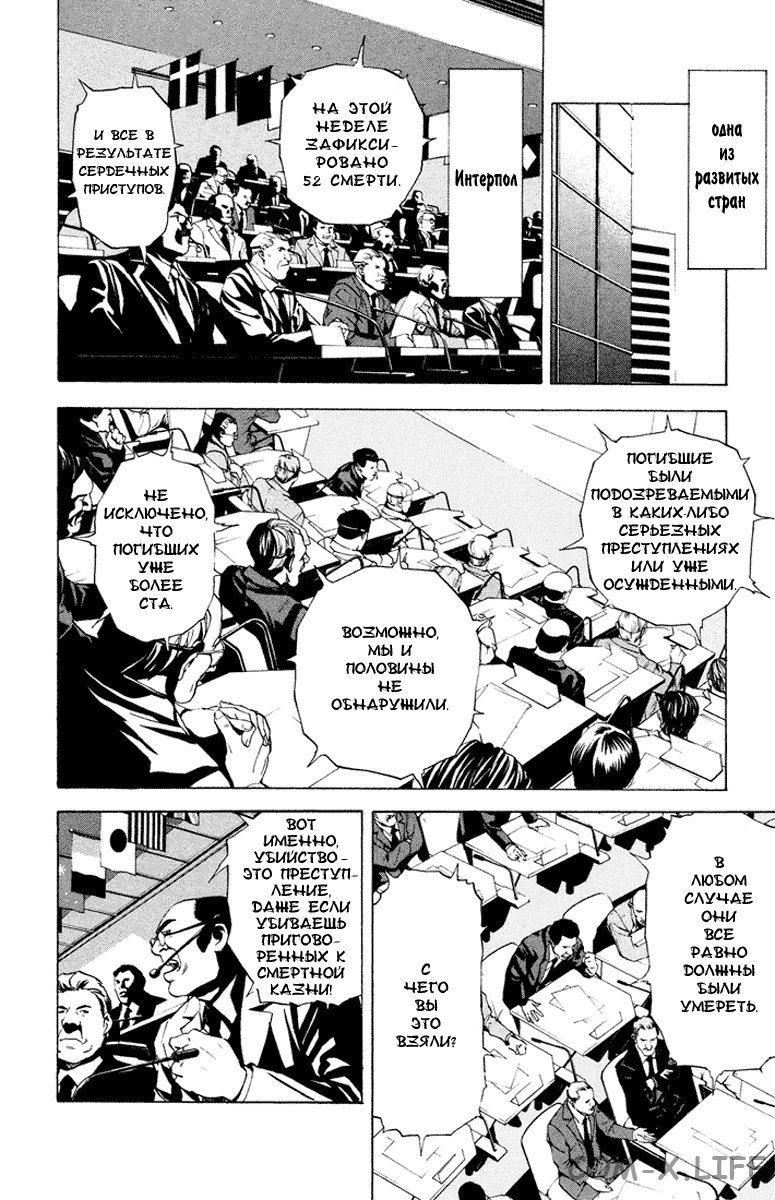 одна
из
развитых
стран
Интерпол
НА ЭТОЙ
НЕДЕЛЕ
ЗАФИКСИ-
РОВАНО
52 СМЕРТИ.
И ВСЕ В
РЕЗУЛЬТАТЕ
СЕРДЕЧНЫХ
ПРИСТУПОВ.
ПОГИБШИЕ
БЫЛИ
ПОДОЗРЕВАЕМЫМИ
В КАКИХ-ЛИБО
СЕРЬЕЗНЫХ
ПРЕСТУПЛЕНИЯХ
ИЛИ УЖЕ
ОСУЖДЕННЫМИ.
ВОЗМОЖНО,
МЫ И
ПОЛОВИНЫ
НЕ
ОБНАРУЖИЛИ.
НЕ
ИСКЛЮЧЕНО,
ЧТО
ПОГИБШИХ
УЖЕ
БОЛЕЕ
СТА.
В
ЛЮБОМ
СЛУЧАЕ
ОНИ
ВСЕ
РАВНО
ДОЛЖНЫ
БЫЛИ
УМЕРЕТЬ.
С
ЧЕГО
ВЫ
ЭТО
ВЗЯЛИ?
ВОТ
ИМЕННО,
УБИЙСТВО -
ЭТО ПРЕСТУП-
ЛЕНИЕ,
ДАЖЕ ЕСЛИ
УБИВАЕШЬ
ПРИГОВО-
РЕННЫХ К
СМЕРТНОЙ
КАЗНИ!
COM-X.LIFE